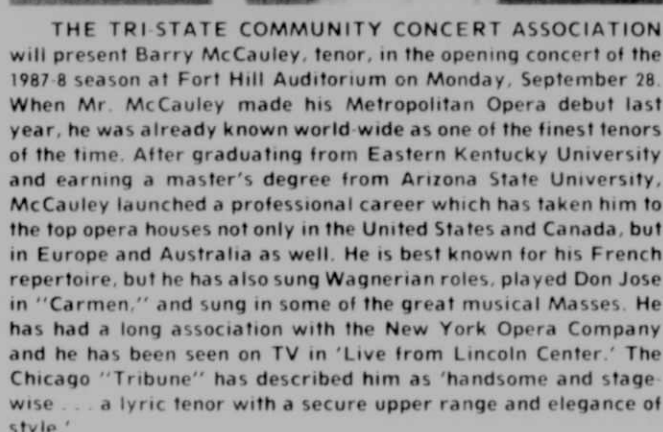 THE TRI-STATE COMMUNITY CONCERT ASSOCIATION
will present Barry McCauley, tenor, in the opening concert of the
1987-8 season at Fort Hill Auditorium on Monday, September 28.
When Mr. McCauley made his Metropolitan Opera debut last
year, he was already known world-wide as one of the finest tenors
of the time. After graduating from Eastern Kentucky University
and earning a master's degree from Arizona State University,
McCauley launched a professional career which has taken him to
the top opera houses not only in the United States and Canada, but
in Europe and Australia as well. He is best known for his French
repertoire, but he has also sung Wagnerian roles, played Don Jose
in "Carmen," and sung in some of the great musical Masses. He
has had a long association with the New York Opera Company
and he has been seen on TV in 'Live from Lincoln Center.' The
Chicago "Tribune" has described him as 'handsome and stage-
wise . . . a lyric tenor with a secure upper range and elegance of
style.'